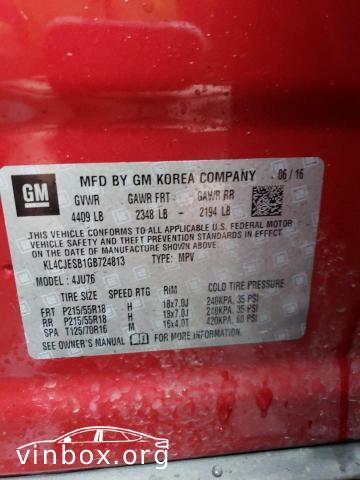 GM
MFD BY GM KOREA COMPANY 06/16
GVWR GAWR FRT GAWR RR
4409 LB 2348 LB - 2194 LB
THIS VEHICLE CONFORMS TO ALL APPLICABLE U.S. FEDERAL MOTOR
VEHICLE SAFETY, BUMPER, AND THEFT PREVENTION STANDARDS IN EFFECT
ON THE DATE OF MANUFACTURE SHOWN ABOVE.
KL4CJESB1GB724813 TYPE: MPV
MODEL: 4JU76
TIRE SIZE SPEED RTG RIM COLD TIRE PRESSURE
FRT P215/55R18 H 18x7.0J 240KPA, 35 PSI
RR P215/55R18 H 18x7.0J 240KPA, 35 PSI
SPA T125/70R16 M 16x4.0T 420KPA, 60 PSI
SEE OWNER'S MANUAL FOR MORE INFORMATION.
vinbox.org